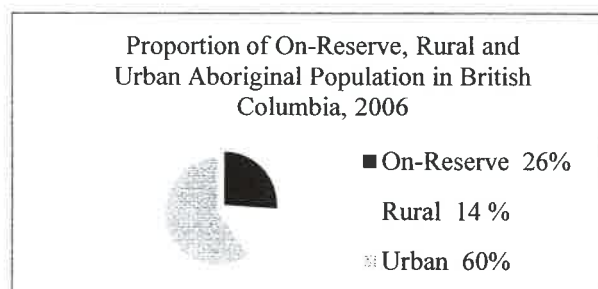 Proportion of On-Reserve, Rural and
Urban Aboriginal Population in British
Columbia, 2006
On-Reserve 26%
Rural 14 %
Urban 60%